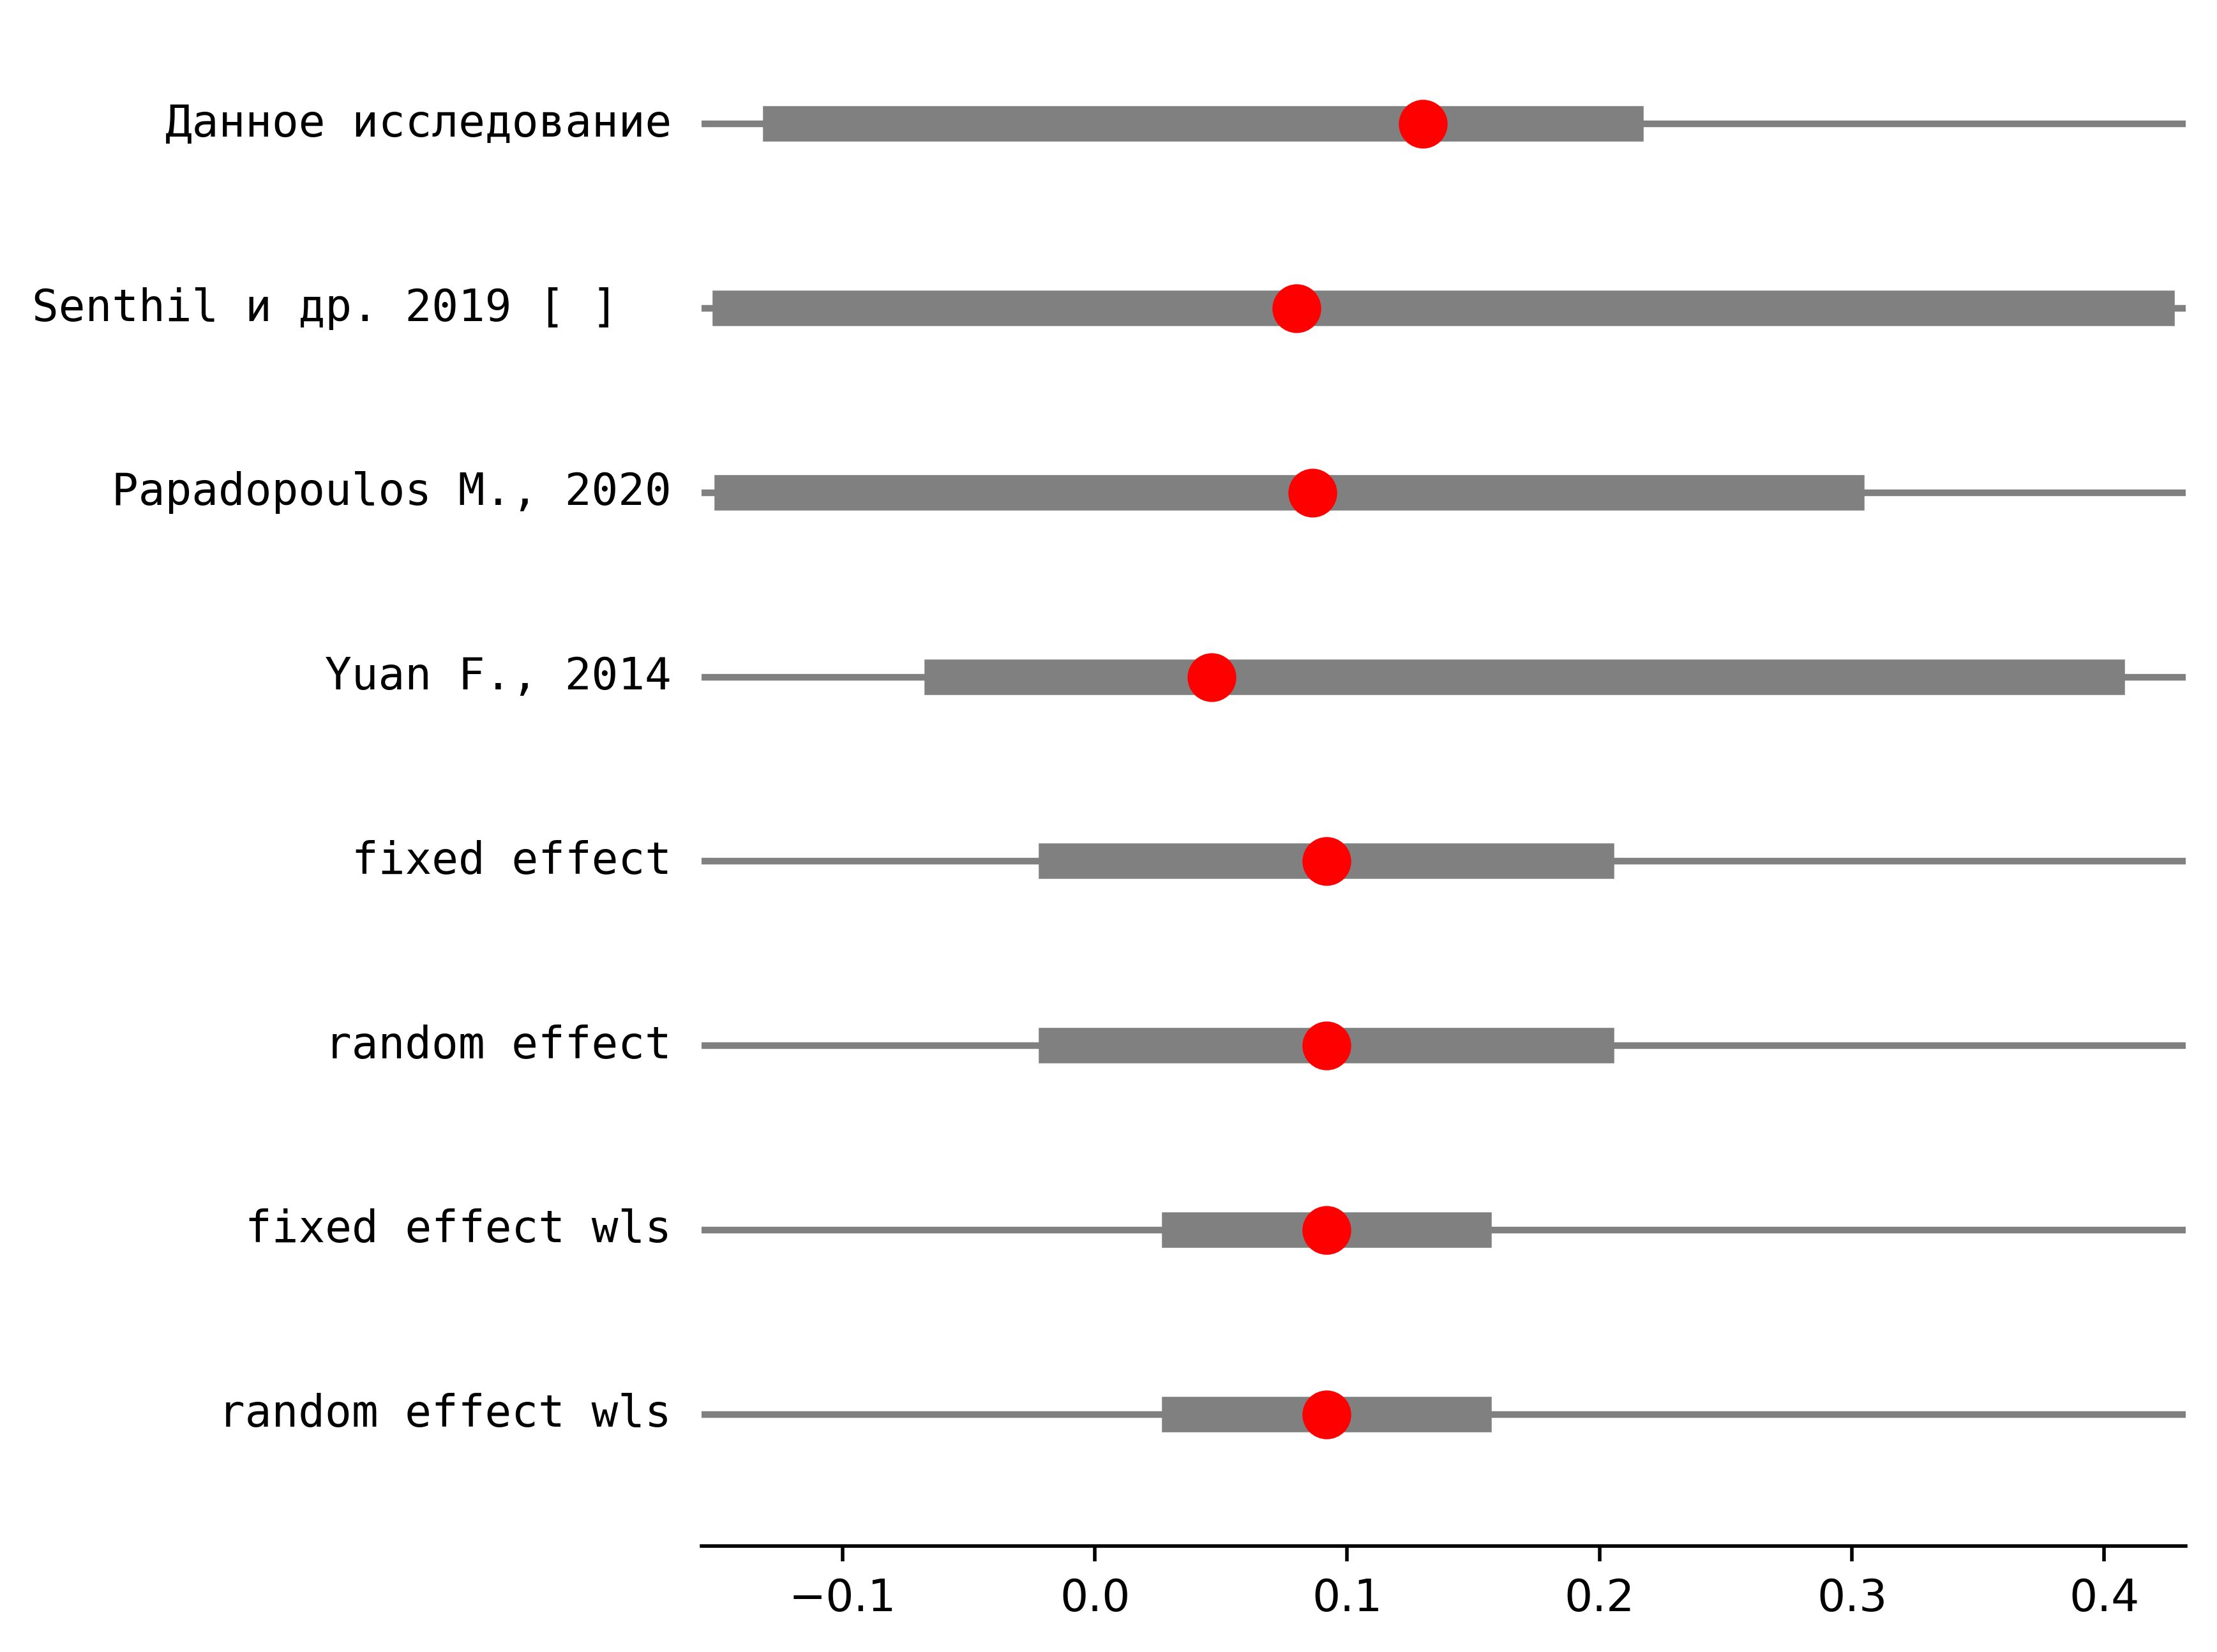 Данное исследование
Senthil и др. 2019 [ ]
Papadopoulos M., 2020
Yuan F., 2014
fixed effect
random effect
fixed effect wls
random effect wls
−0.1 0.0 0.1 0.2 0.3 0.4